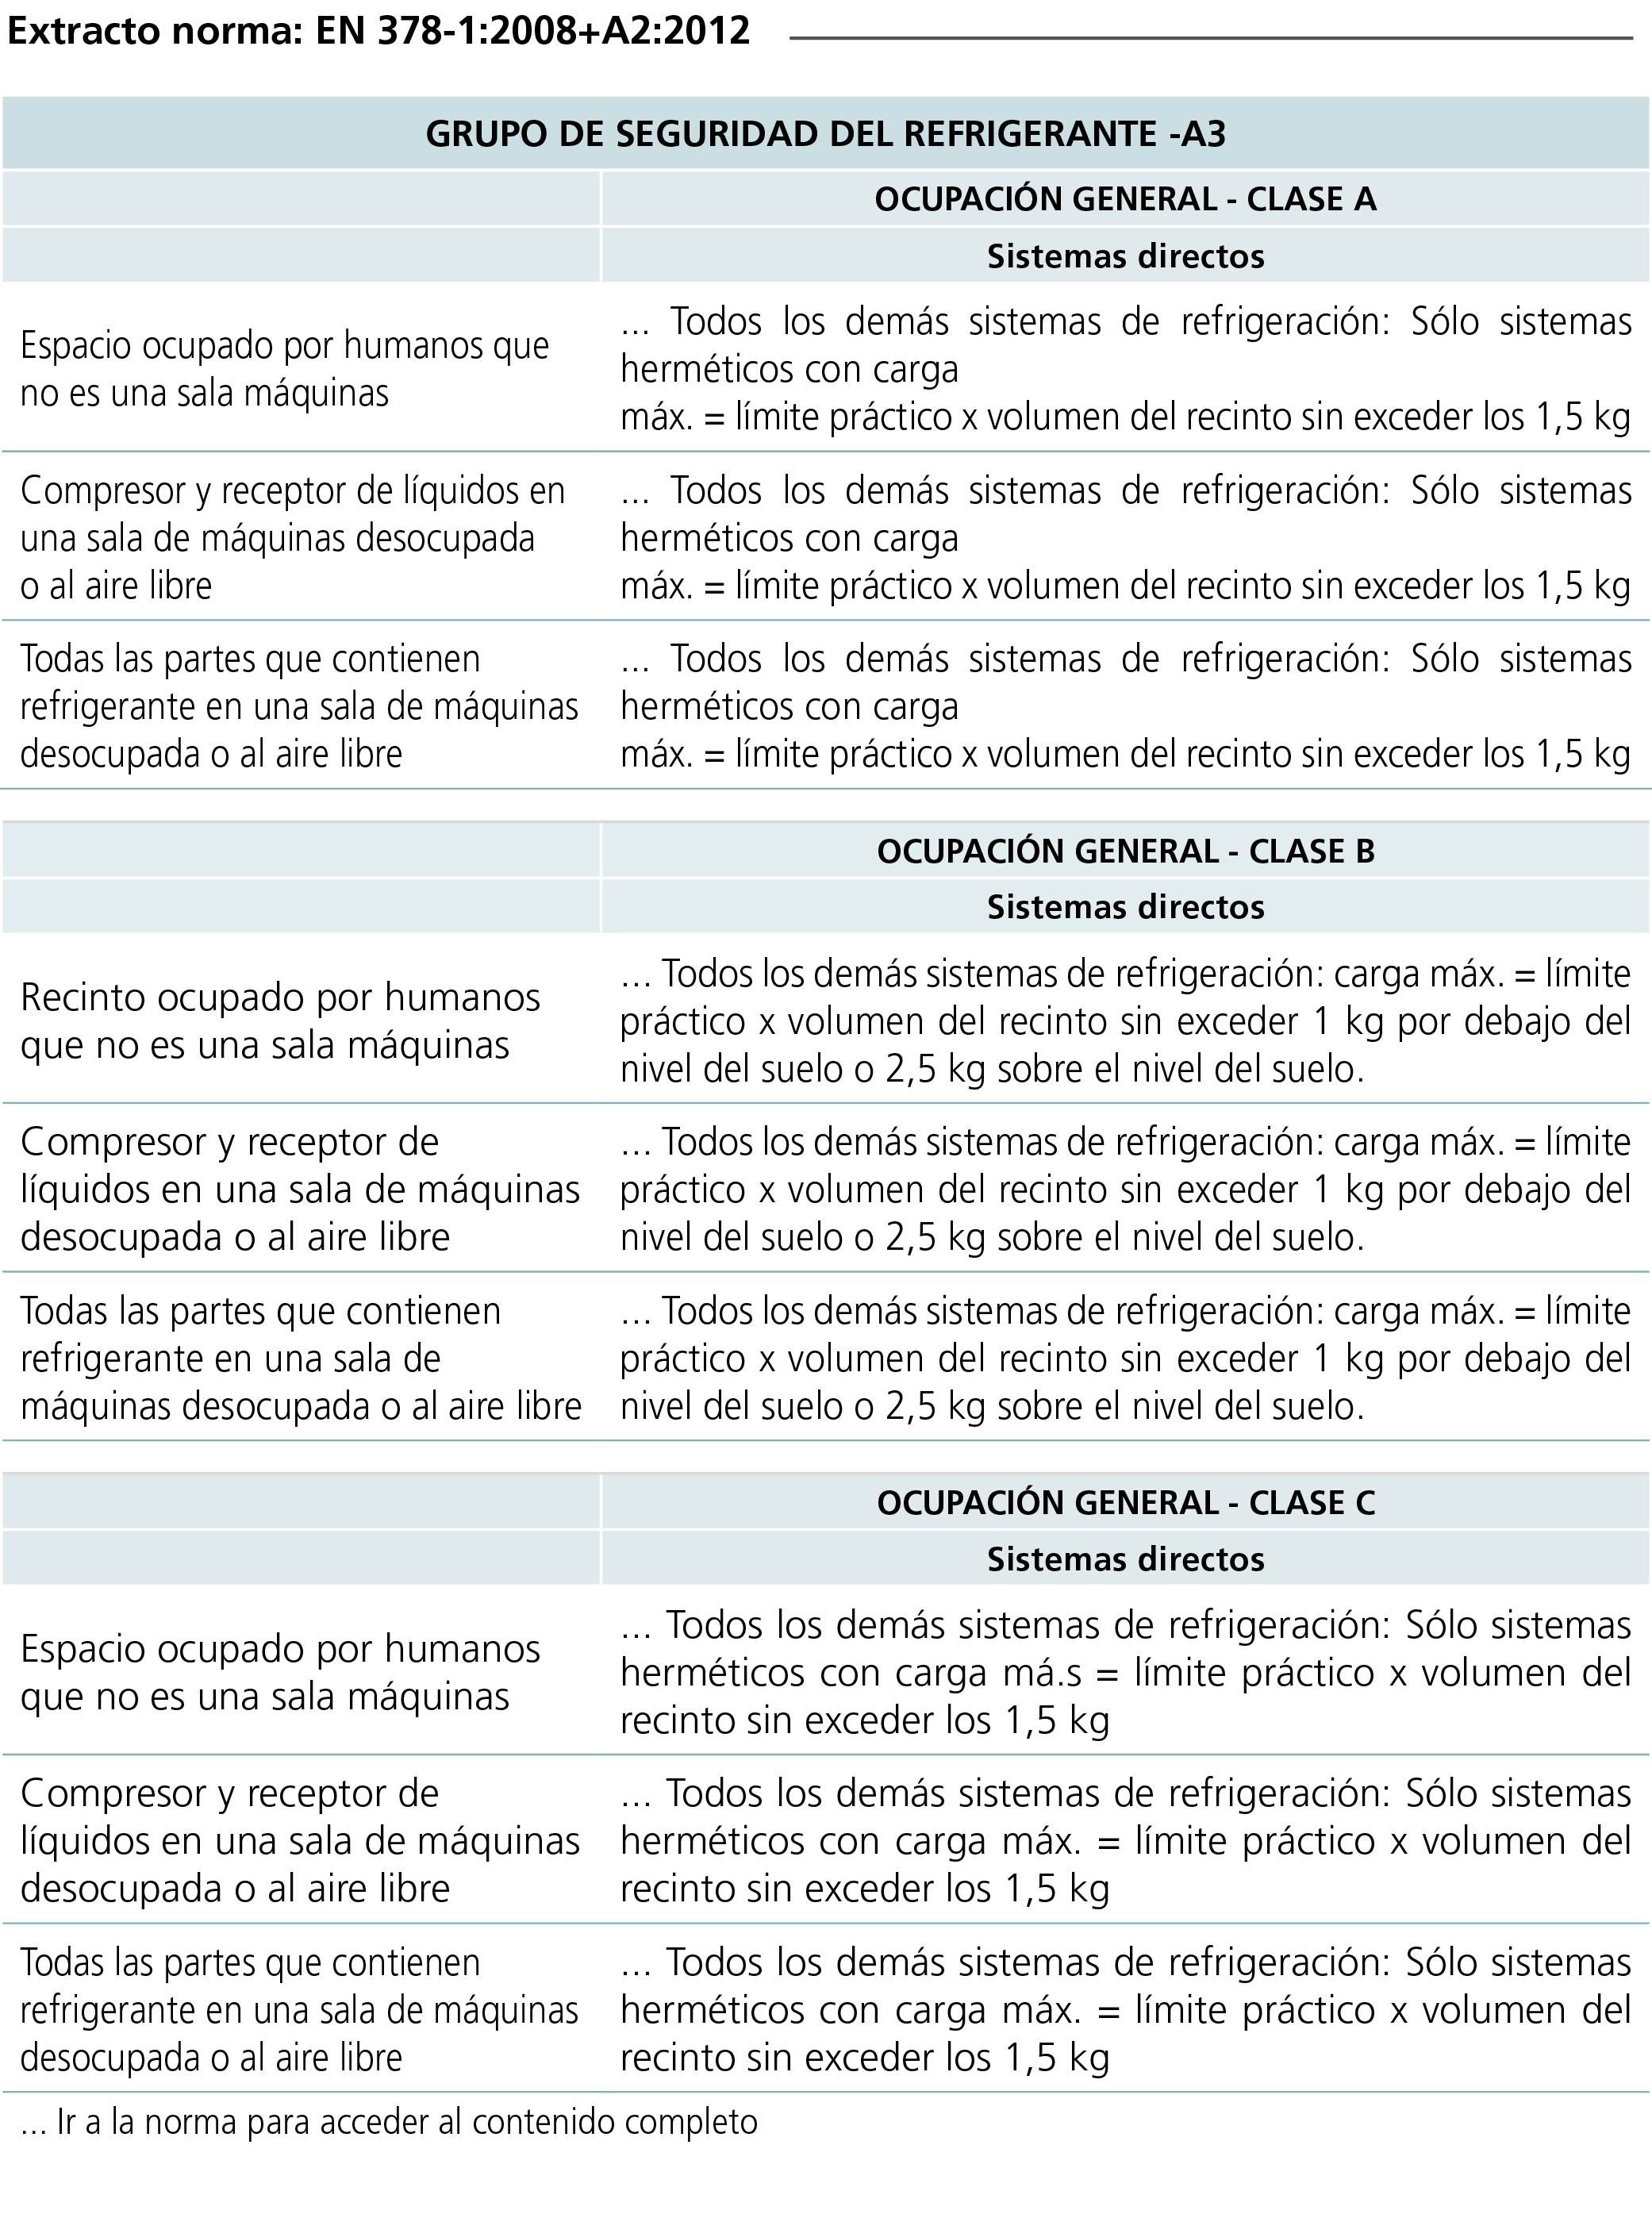 Extracto norma: EN 378-1:2008+A2:2012
GRUPO DE SEGURIDAD DEL REFRIGERANTE -A3
OCUPACIÓN GENERAL - CLASE A
Sistemas directos
Espacio ocupado por humanos que
no es una sala máquinas
... Todos los demás sistemas de refrigeración: Sólo sistemas
herméticos con carga
máx. = límite práctico x volumen del recinto sin exceder los 1,5 kg
Compresor y receptor de líquidos en
una sala de máquinas desocupada
o al aire libre
... Todos los demás sistemas de refrigeración: Sólo sistemas
herméticos con carga
máx. = límite práctico x volumen del recinto sin exceder los 1,5 kg
Todas las partes que contienen
refrigerante en una sala de máquinas
desocupada o al aire libre
... Todos los demás sistemas de refrigeración: Sólo sistemas
herméticos con carga
máx. = límite práctico x volumen del recinto sin exceder los 1,5 kg
OCUPACIÓN GENERAL - CLASE B
Sistemas directos
Recinto ocupado por humanos
que no es una sala máquinas
... Todos los demás sistemas de refrigeración: carga máx. = límite
práctico x volumen del recinto sin exceder 1 kg por debajo del
nivel del suelo o 2,5 kg sobre el nivel del suelo.
Compresor y receptor de
líquidos en una sala de máquinas
desocupada o al aire libre
... Todos los demás sistemas de refrigeración: carga máx. = límite
práctico x volumen del recinto sin exceder 1 kg por debajo del
nivel del suelo o 2,5 kg sobre el nivel del suelo.
Todas las partes que contienen
refrigerante en una sala de
máquinas desocupada o al aire libre
... Todos los demás sistemas de refrigeración: carga máx. = límite
práctico x volumen del recinto sin exceder 1 kg por debajo del
nivel del suelo o 2,5 kg sobre el nivel del suelo.
OCUPACIÓN GENERAL - CLASE C
Sistemas directos
Espacio ocupado por humanos
que no es una sala máquinas
... Todos los demás sistemas de refrigeración: Sólo sistemas
herméticos con carga má.s = límite práctico x volumen del
recinto sin exceder los 1,5 kg
Compresor y receptor de
líquidos en una sala de máquinas
desocupada o al aire libre
... Todos los demás sistemas de refrigeración: Sólo sistemas
herméticos con carga máx. = límite práctico x volumen del
recinto sin exceder los 1,5 kg
Todas las partes que contienen
refrigerante en una sala de máquinas
desocupada o al aire libre
... Todos los demás sistemas de refrigeración: Sólo sistemas
herméticos con carga máx. = límite práctico x volumen del
recinto sin exceder los 1,5 kg
... Ir a la norma para acceder al contenido completo